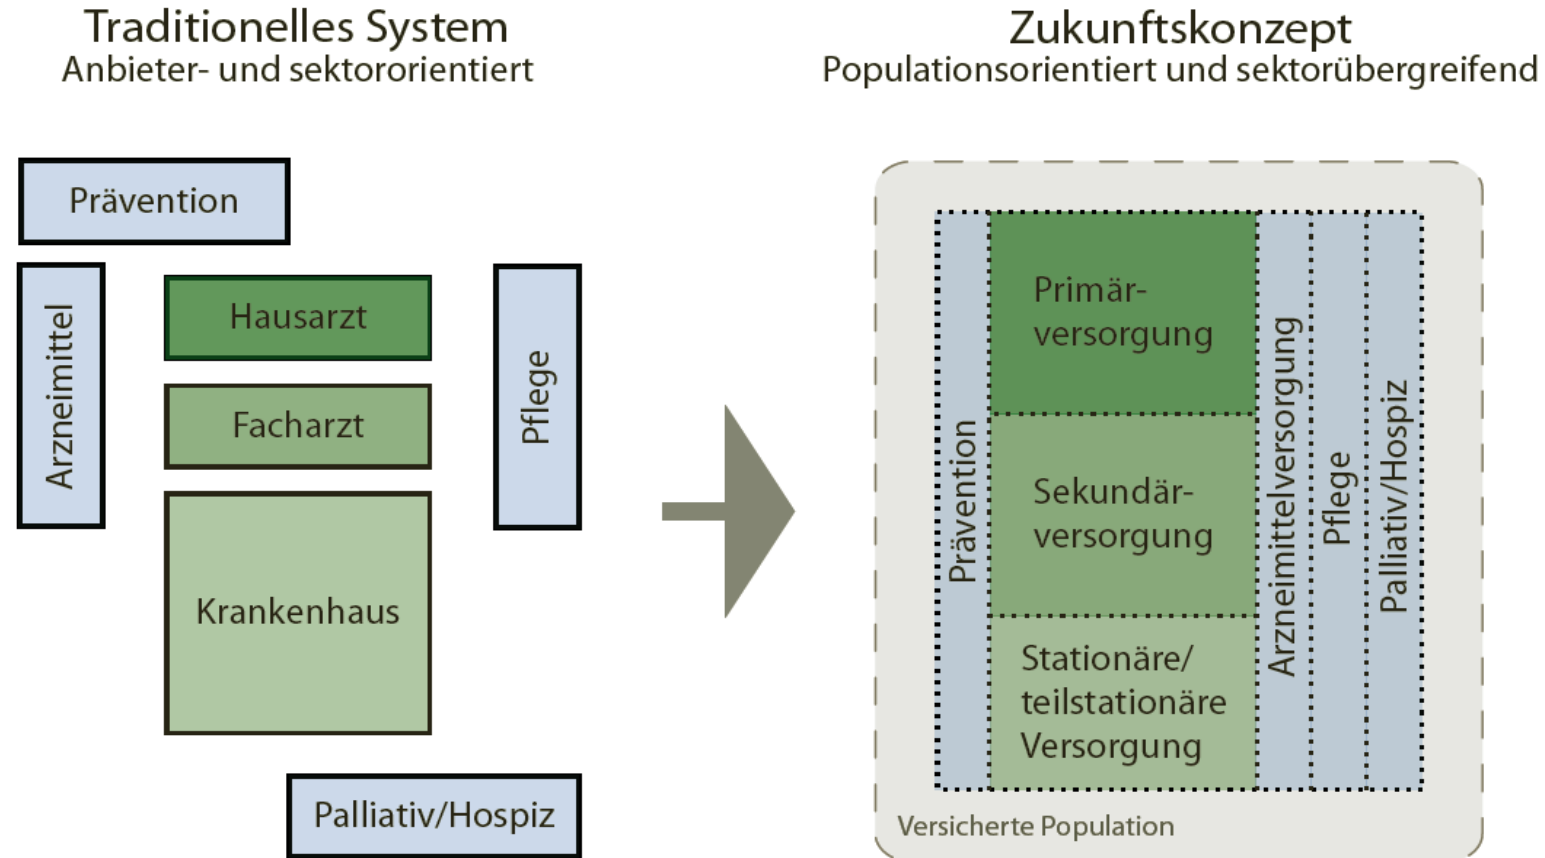 Traditionelles System
Anbieter- und sektororientiert
Prävention
Arzneimittel
Hausarzt
Facharzt
Krankenhaus
Pflege
Palliativ/Hospiz
Zukunftskonzept
Populationsorientiert und sektorübergreifend
Prävention
Primär-
versorgung
Sekundär-
versorgung
Stationäre/
teilstationäre
Versorgung
Arzneimittelversorgung
Pflege
Palliativ/Hospiz
Versicherte Population